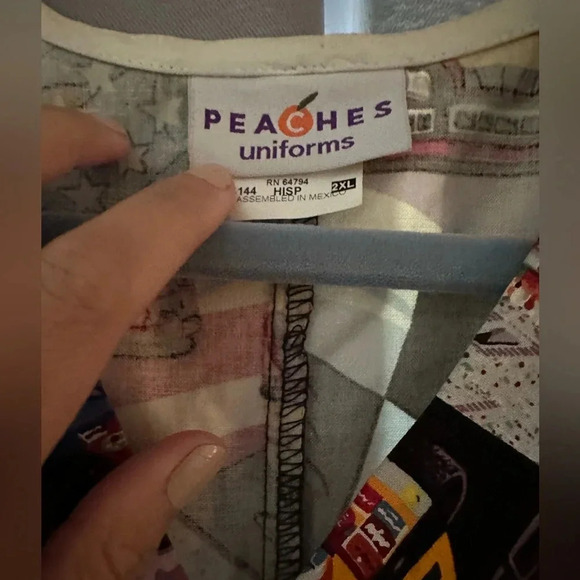 PEACHES
uniforms
RN 64794
144 HISP 2XL
ASSEMBLED IN MEXICO